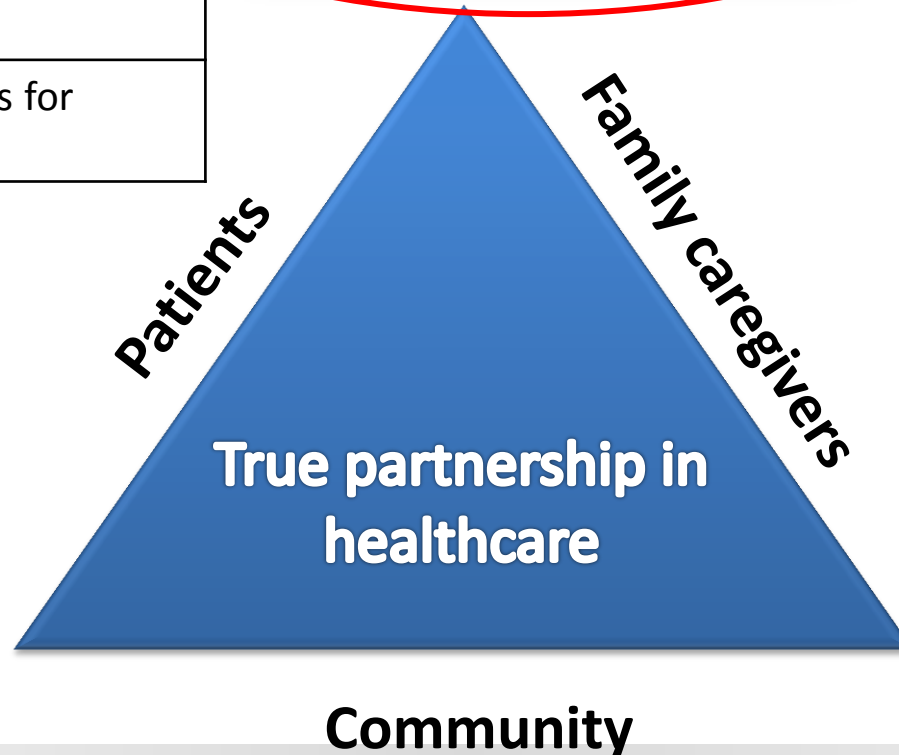 s for
Patients
Family caregivers
True partnership in
healthcare
Community